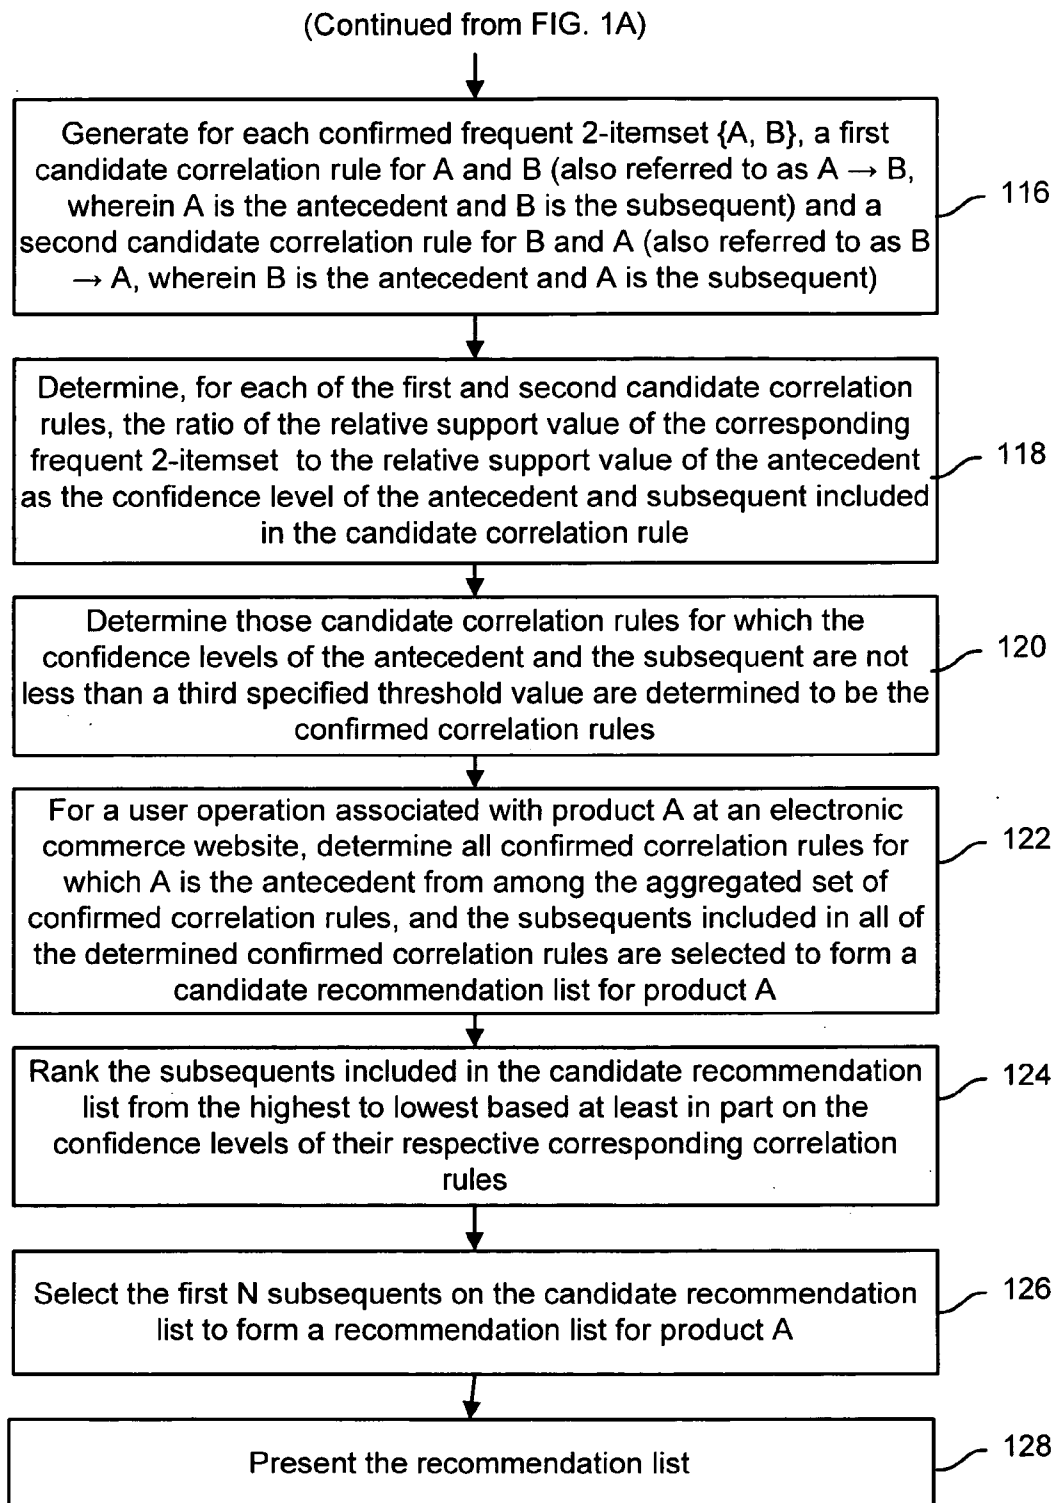 (Continued from FIG. 1A)
Generate for each confirmed frequent 2-itemset {A, B}, a first
candidate correlation rule for A and B (also referred to as A → B,
wherein A is the antecedent and B is the subsequent) and a
second candidate correlation rule for B and A (also referred to as B
→ A, wherein B is the antecedent and A is the subsequent)
116
Determine, for each of the first and second candidate correlation
rules, the ratio of the relative support value of the corresponding
frequent 2-itemset to the relative support value of the antecedent
as the confidence level of the antecedent and subsequent included
in the candidate correlation rule
118
Determine those candidate correlation rules for which the
confidence levels of the antecedent and the subsequent are not
less than a third specified threshold value are determined to be the
confirmed correlation rules
120
For a user operation associated with product A at an electronic
commerce website, determine all confirmed correlation rules for
which A is the antecedent from among the aggregated set of
confirmed correlation rules, and the subsequents included in all of
the determined confirmed correlation rules are selected to form a
candidate recommendation list for product A
122
Rank the subsequents included in the candidate recommendation
list from the highest to lowest based at least in part on the
confidence levels of their respective corresponding correlation
rules
124
Select the first N subsequents on the candidate recommendation
list to form a recommendation list for product A
126
Present the recommendation list
128